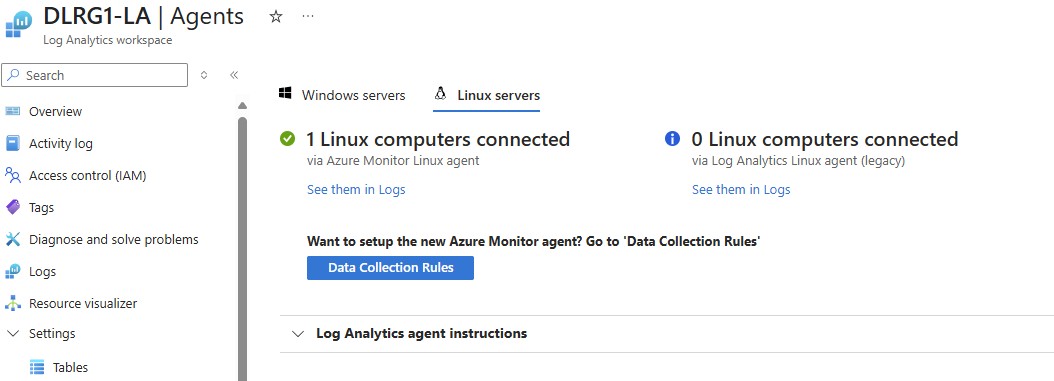 DLRG1-LA | Agents
Log Analytics workspace
Search
Overview
Activity log
Access control (IAM)
Tags
Diagnose and solve problems
Logs
Resource visualizer
Settings
Tables
Windows servers
Linux servers
1 Linux computers connected
via Azure Monitor Linux agent
See them in Logs
0 Linux computers connected
via Log Analytics Linux agent (legacy)
See them in Logs
Want to setup the new Azure Monitor agent? Go to 'Data Collection Rules'
Data Collection Rules
Log Analytics agent instructions